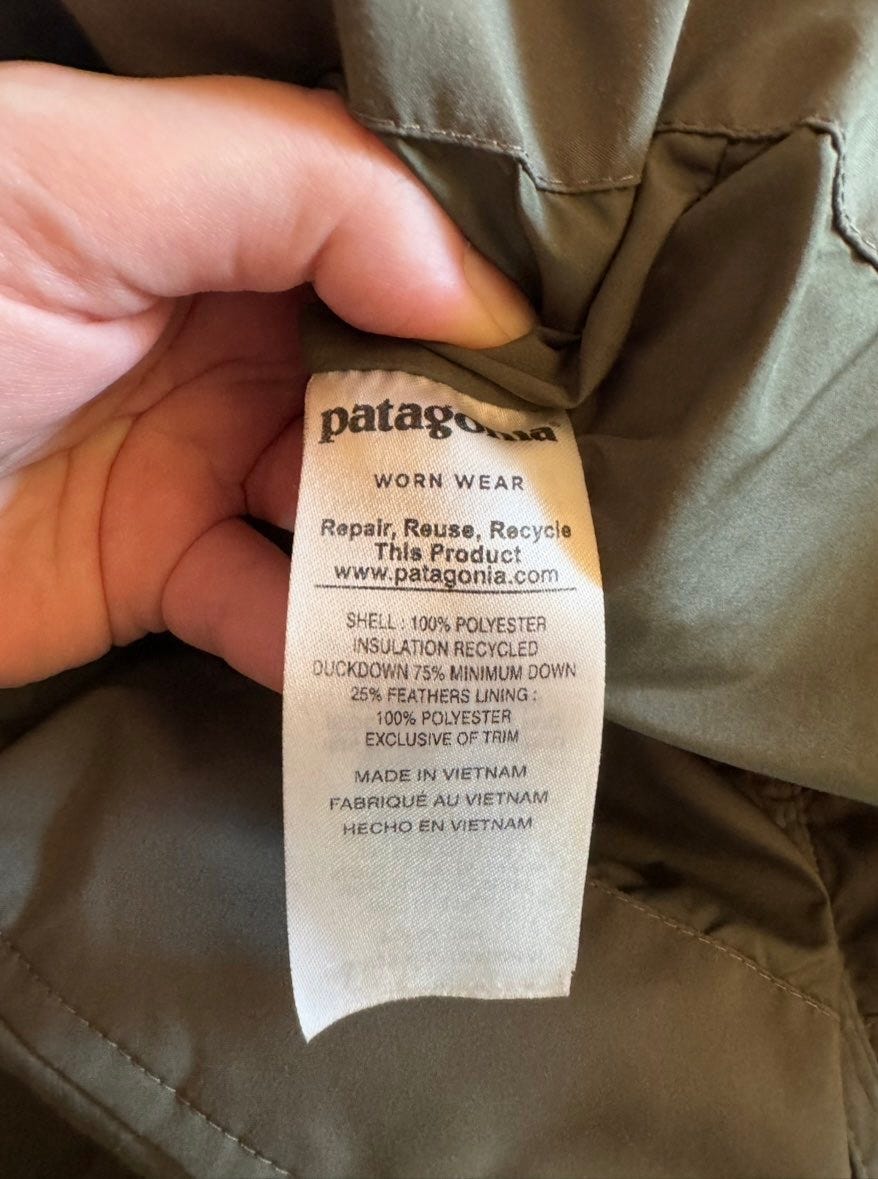 patagonia
WORN WEAR
Repair, Reuse, Recycle
This Product
www.patagonia.com
SHELL : 100% POLYESTER
INSULATION RECYCLED
DUCKDOWN 75% MINIMUM DOWN
25% FEATHERS LINING :
100% POLYESTER
EXCLUSIVE OF TRIM
MADE IN VIETNAM
FABRIQUÉ AU VIETNAM
HECHO EN VIETNAM